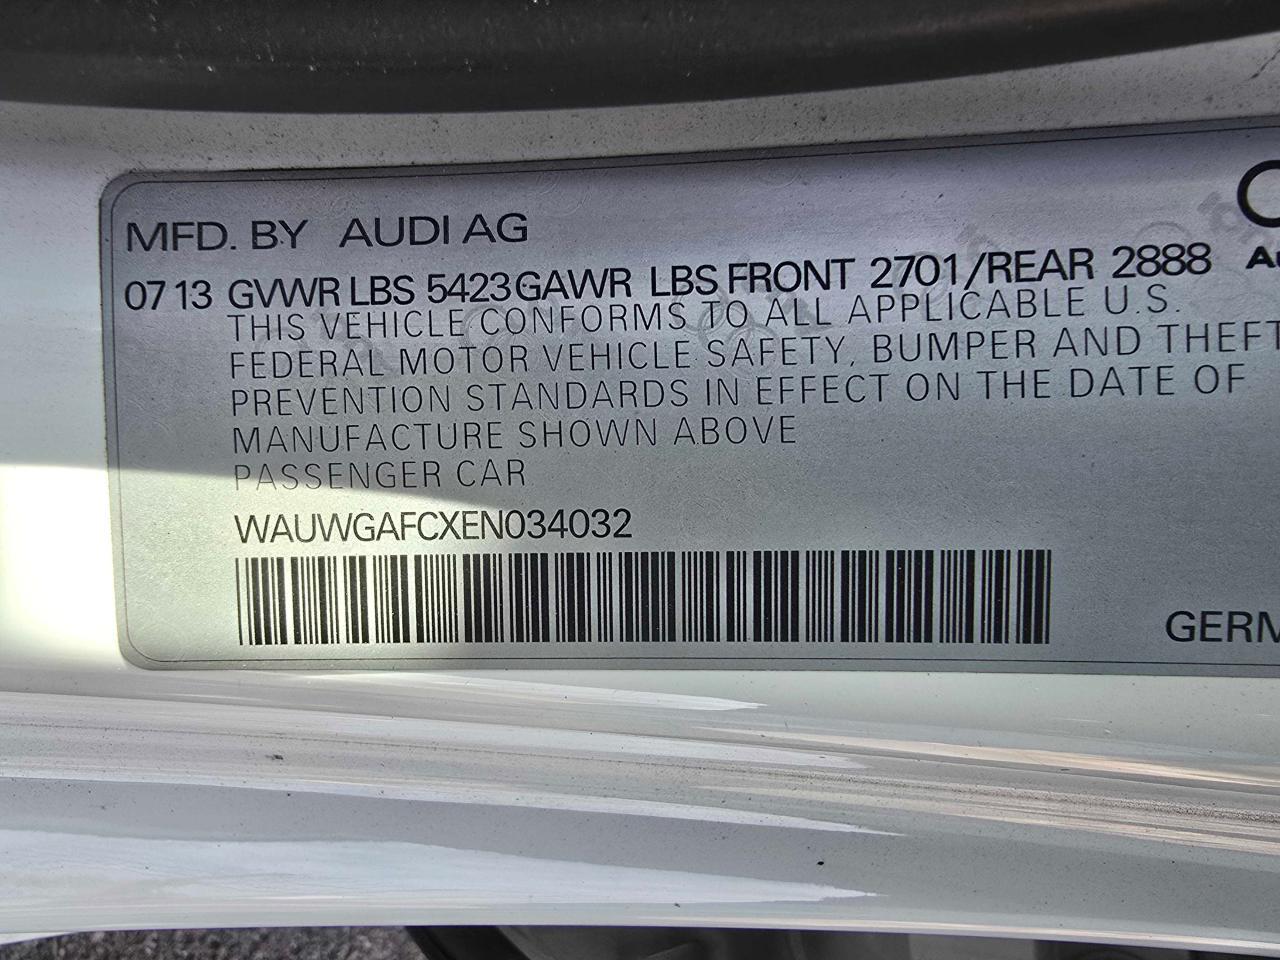 MFD. BY AUDI AG
07 13 GVWR LBS 5423 GAWR LBS FRONT 2701/REAR 2888
THIS VEHICLE CONFORMS TO ALL APPLICABLE U.S.
FEDERAL MOTOR VEHICLE SAFETY, BUMPER AND THEFT
PREVENTION STANDARDS IN EFFECT ON THE DATE OF
MANUFACTURE SHOWN ABOVE
PASSENGER CAR
WAUWGAFCXEN034032